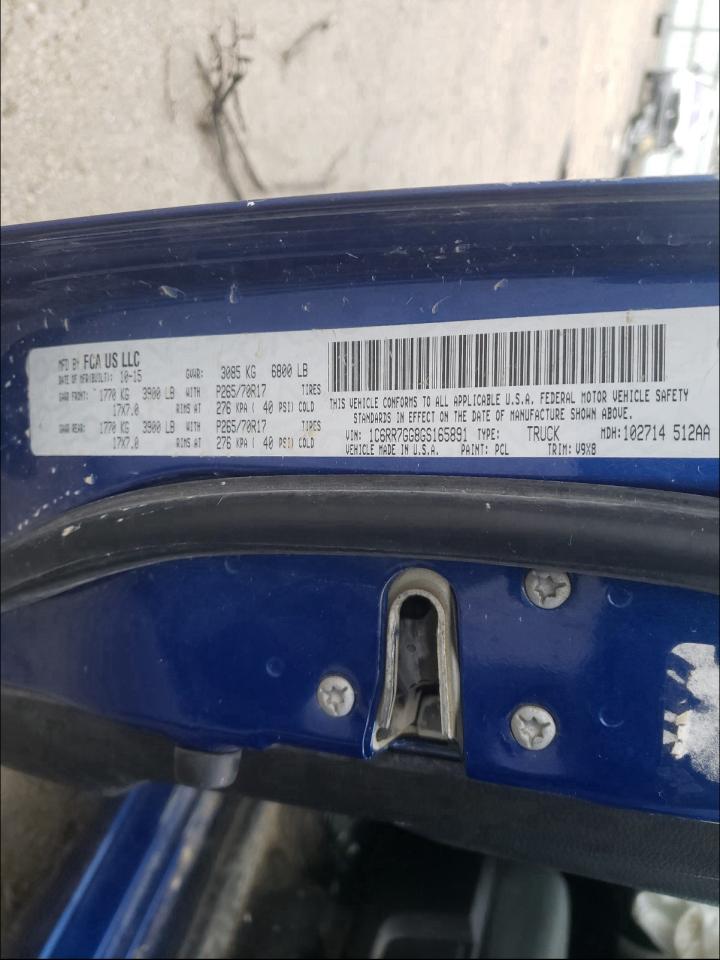 MFD BY FCA US LLC
DATE OF MFR(BUILT): 10-15 GVWR: 3085 KG 6800 LB
GAWR FRONT: 1770 KG 3900 LB WITH P265/70R17 TIRES
17X7.0 RIMS AT 276 KPA ( 40 PSI) COLD
GAWR REAR: 1770 KG 3900 LB WITH P265/70R17 TIRES
17X7.0 RIMS AT 276 KPA ( 40 PSI) COLD
THIS VEHICLE CONFORMS TO ALL APPLICABLE U.S.A. FEDERAL MOTOR VEHICLE SAFETY
STANDARDS IN EFFECT ON THE DATE OF MANUFACTURE SHOWN ABOVE.
VIN: 1C6RR7GG8GS165891 TYPE: TRUCK MDH: 102714 512AA
VEHICLE MADE IN U.S.A. PAINT: PCL TRIM: V9X8